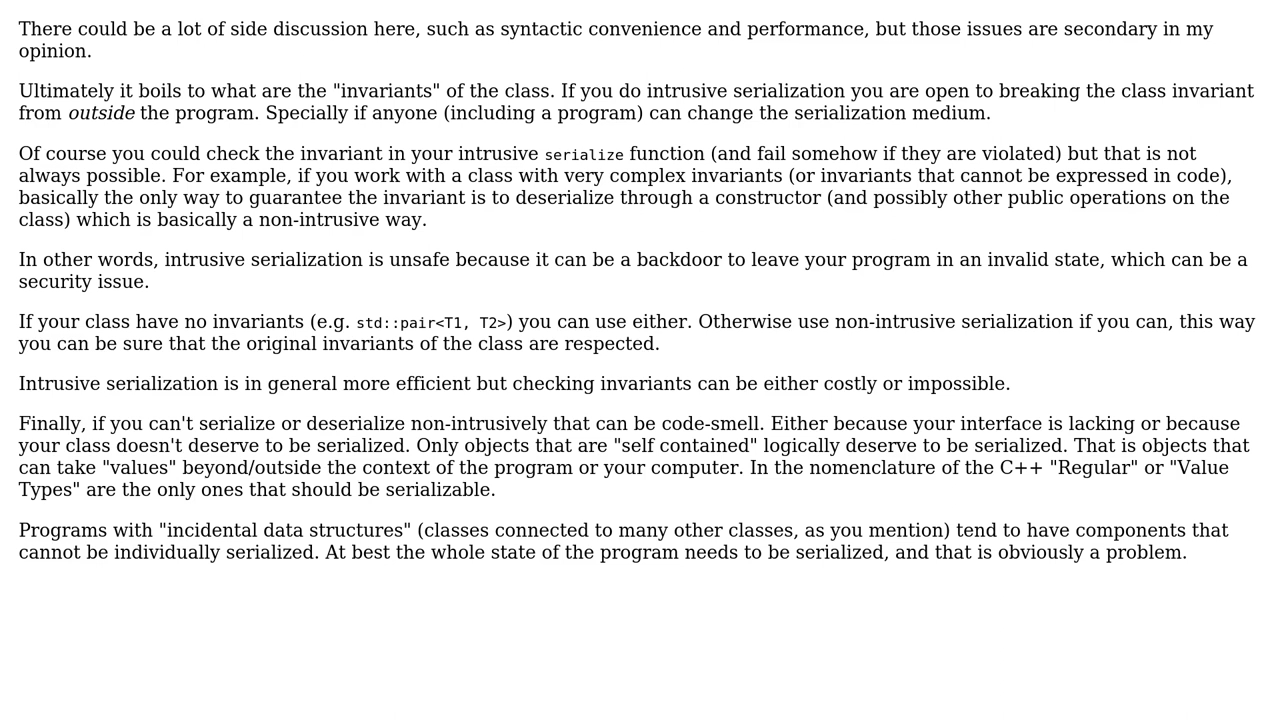 There could be a lot of side discussion here, such as syntactic convenience and performance, but those issues are secondary in my
opinion.
Ultimately it boils to what are the "invariants" of the class. If you do intrusive serialization you are open to breaking the class invariant
from outside the program. Specially if anyone (including a program) can change the serialization medium.
Of course you could check the invariant in your intrusive serialize function (and fail somehow if they are violated) but that is not
always possible. For example, if you work with a class with very complex invariants (or invariants that cannot be expressed in code),
basically the only way to guarantee the invariant is to deserialize through a constructor (and possibly other public operations on the
class) which is basically a non-intrusive way.
In other words, intrusive serialization is unsafe because it can be a backdoor to leave your program in an invalid state, which can be a
security issue.
If your class have no invariants (e.g. std::pair<T1, T2>) you can use either. Otherwise use non-intrusive serialization if you can, this way
you can be sure that the original invariants of the class are respected.
Intrusive serialization is in general more efficient but checking invariants can be either costly or impossible.
Finally, if you can't serialize or deserialize non-intrusively that can be code-smell. Either because your interface is lacking or because
your class doesn't deserve to be serialized. Only objects that are "self contained" logically deserve to be serialized. That is objects that
can take "values" beyond/outside the context of the program or your computer. In the nomenclature of the C++ "Regular" or "Value
Types" are the only ones that should be serializable.
Programs with "incidental data structures" (classes connected to many other classes, as you mention) tend to have components that
cannot be individually serialized. At best the whole state of the program needs to be serialized, and that is obviously a problem.